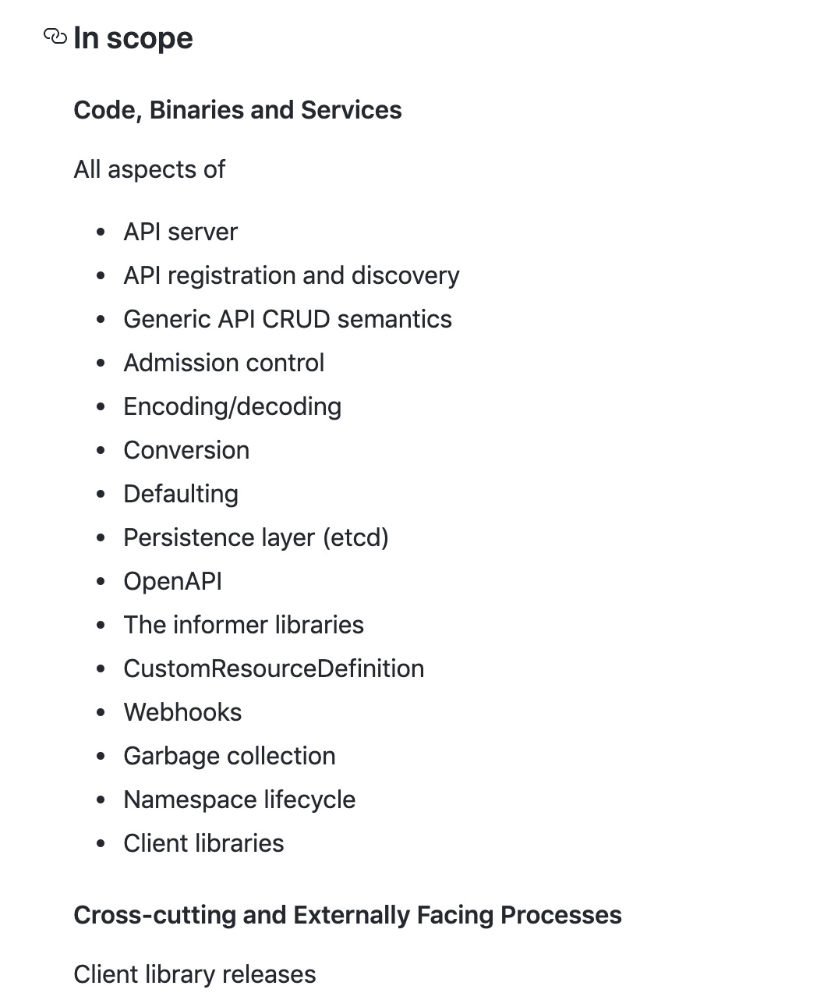 In scope
Code, Binaries and Services
All aspects of
• API server
• API registration and discovery
• Generic API CRUD semantics
• Admission control
• Encoding/decoding
• Conversion
• Defaulting
• Persistence layer (etcd)
• OpenAPI
• The informer libraries
• CustomResourceDefinition
• Webhooks
• Garbage collection
• Namespace lifecycle
• Client libraries
Cross-cutting and Externally Facing Processes
Client library releases